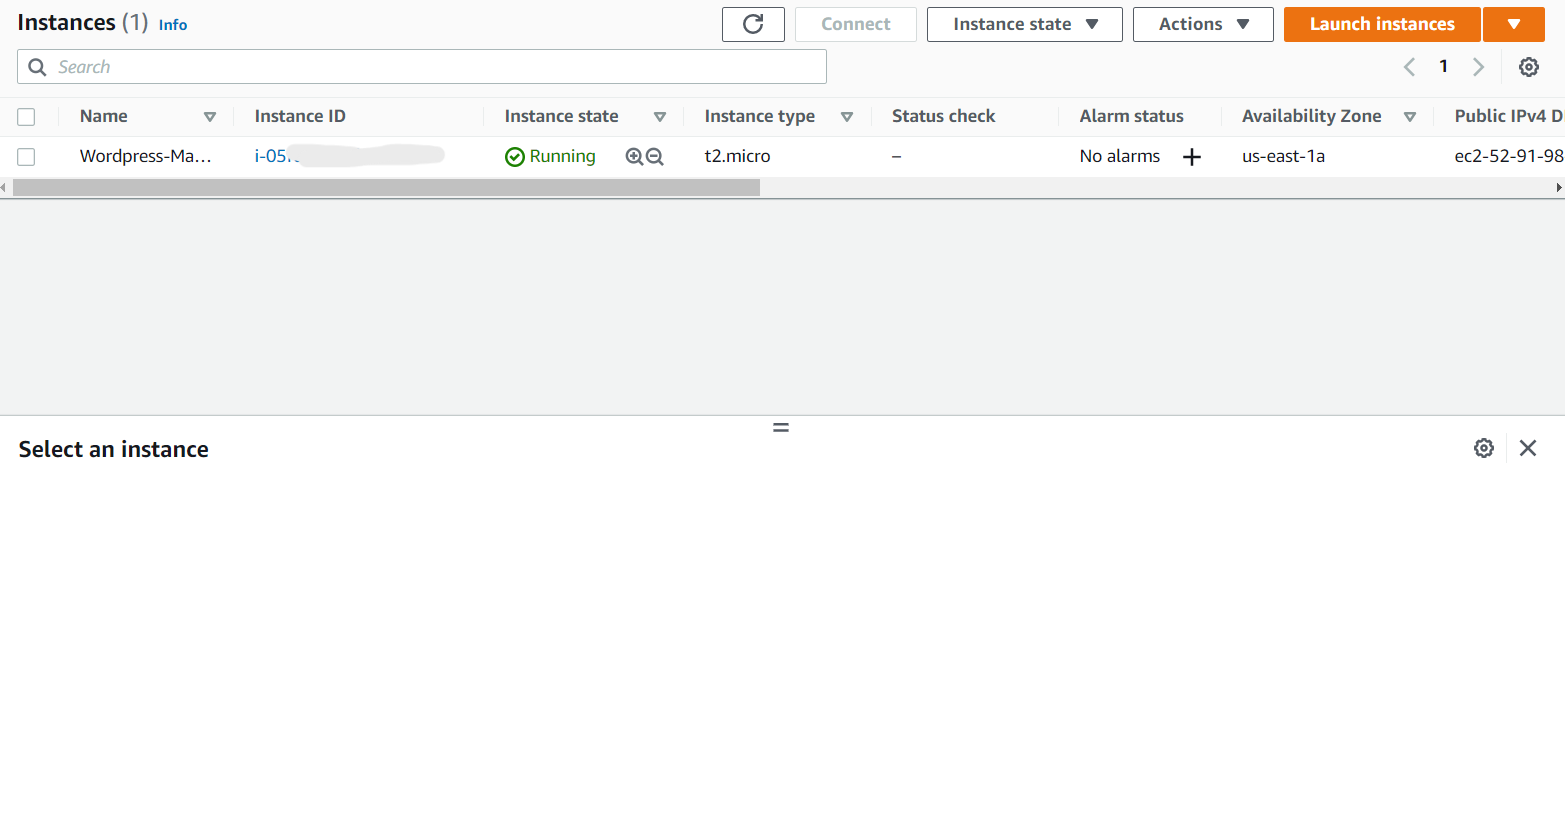 Instances (1) Info
Connect
Instance state
Actions
Launch instances
Search
1
Name Instance ID Instance state Instance type Status check Alarm status Availability Zone Public IPv4 D
Wordpress-Ma... Running t2.micro – No alarms + us-east-1a ec2-52-91-98
Select an instance